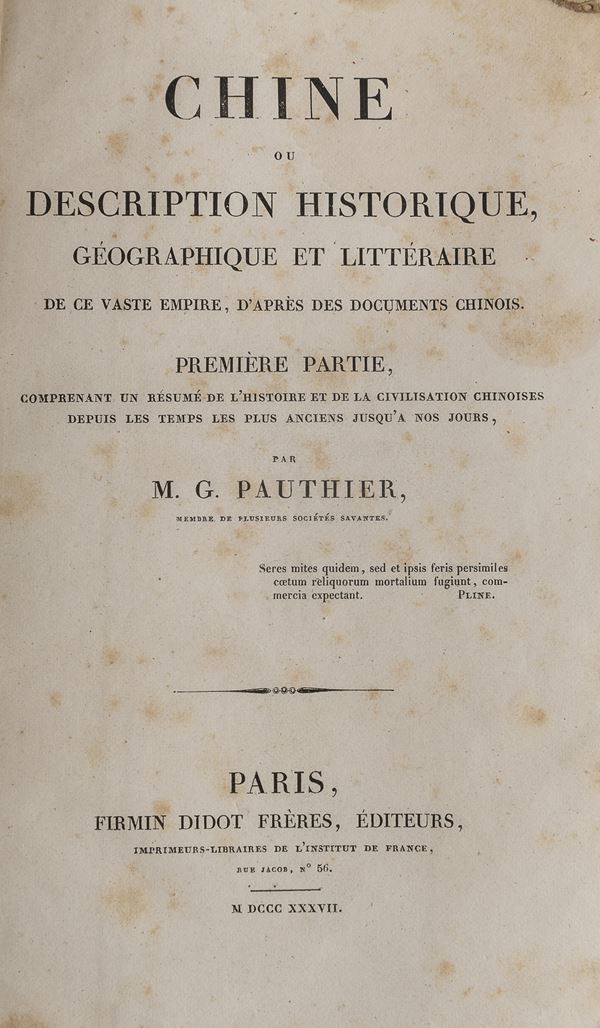 CHINE
OU
DESCRIPTION HISTORIQUE,
GÉOGRAPHIQUE ET LITTÉRAIRE
DE CE VASTE EMPIRE, D'APRÈS DES DOCUMENTS CHINOIS.
PREMIÈRE PARTIE,
COMPRENANT UN RÉSUMÉ DE L'HISTOIRE ET DE LA CIVILISATION CHINOISES
DEPUIS LES TEMPS LES PLUS ANCIENS JUSQU'A NOS JOURS,
PAR
M. G. PAUTHIER,
MEMBRE DE PLUSIEURS SOCIÉTÉS SAVANTES.
Seres mites quidem, sed et ipsis feris persimiles
cœtum reliquorum mortalium fugiunt, com-
mercia expectant. PLINE.
PARIS,
FIRMIN DIDOT FRÈRES, ÉDITEURS,
IMPRIMEURS-LIBRAIRES DE L'INSTITUT DE FRANCE,
RUE JACOB, N° 56.
M DCCC XXXVII.